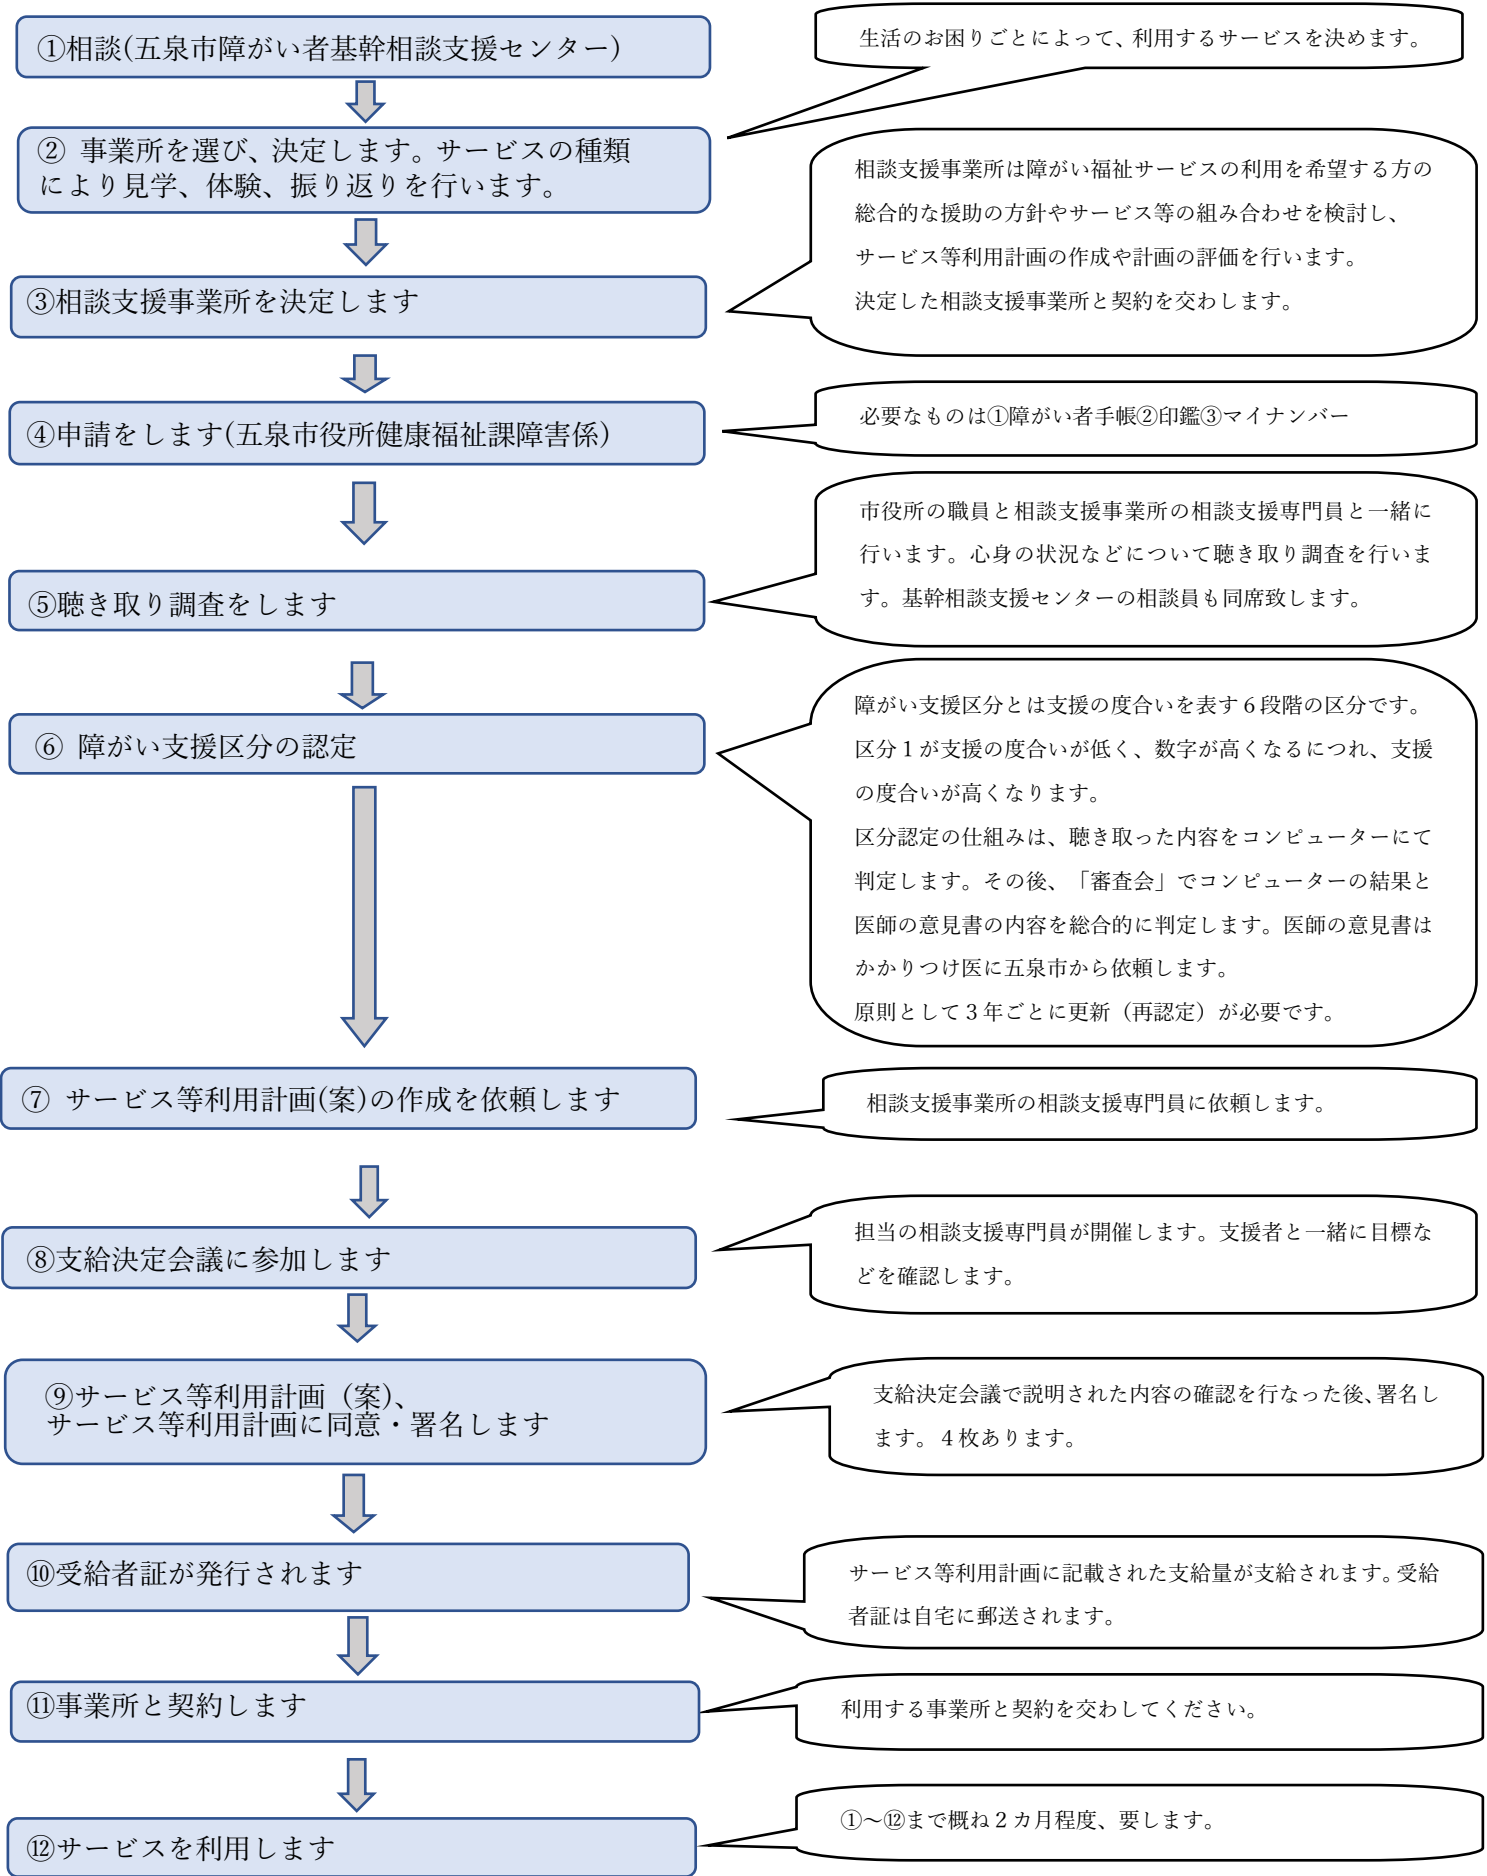 ①相談(五泉市障がい者基幹相談支援センター)
生活のお困りごとによって、利用するサービスを決めます。
② 事業所を選び、決定します。サービスの種類
により見学、体験、振り返りを行います。
相談支援事業所は障がい福祉サービスの利用を希望する方の
総合的な援助の方針やサービス等の組み合わせを検討し、
サービス等利用計画の作成や計画の評価を行います。
決定した相談支援事業所と契約を交わします。
③相談支援事業所を決定します
④申請をします(五泉市役所健康福祉課障害係)
必要なものは①障がい者手帳②印鑑③マイナンバー
市役所の職員と相談支援事業所の相談支援専門員と一緒に
行います。心身の状況などについて聴き取り調査を行いま
す。基幹相談支援センターの相談員も同席致します。
⑤聴き取り調査をします
⑥ 障がい支援区分の認定
障がい支援区分とは支援の度合いを表す６段階の区分です。
区分１が支援の度合いが低く、数字が高くなるにつれ、支援
の度合いが高くなります。
区分認定の仕組みは、聴き取った内容をコンピューターにて
判定します。その後、「審査会」でコンピューターの結果と
医師の意見書の内容を総合的に判定します。医師の意見書は
かかりつけ医に五泉市から依頼します。
原則として３年ごとに更新（再認定）が必要です。
⑦ サービス等利用計画(案)の作成を依頼します
相談支援事業所の相談支援専門員に依頼します。
⑧支給決定会議に参加します
担当の相談支援専門員が開催します。支援者と一緒に目標な
どを確認します。
⑨サービス等利用計画（案）、
サービス等利用計画に同意・署名します
支給決定会議で説明された内容の確認を行なった後、署名し
ます。４枚あります。
⑩受給者証が発行されます
サービス等利用計画に記載された支給量が支給されます。受給
者証は自宅に郵送されます。
⑪事業所と契約します
利用する事業所と契約を交わしてください。
⑫サービスを利用します
①～⑫まで概ね２カ月程度、要します。